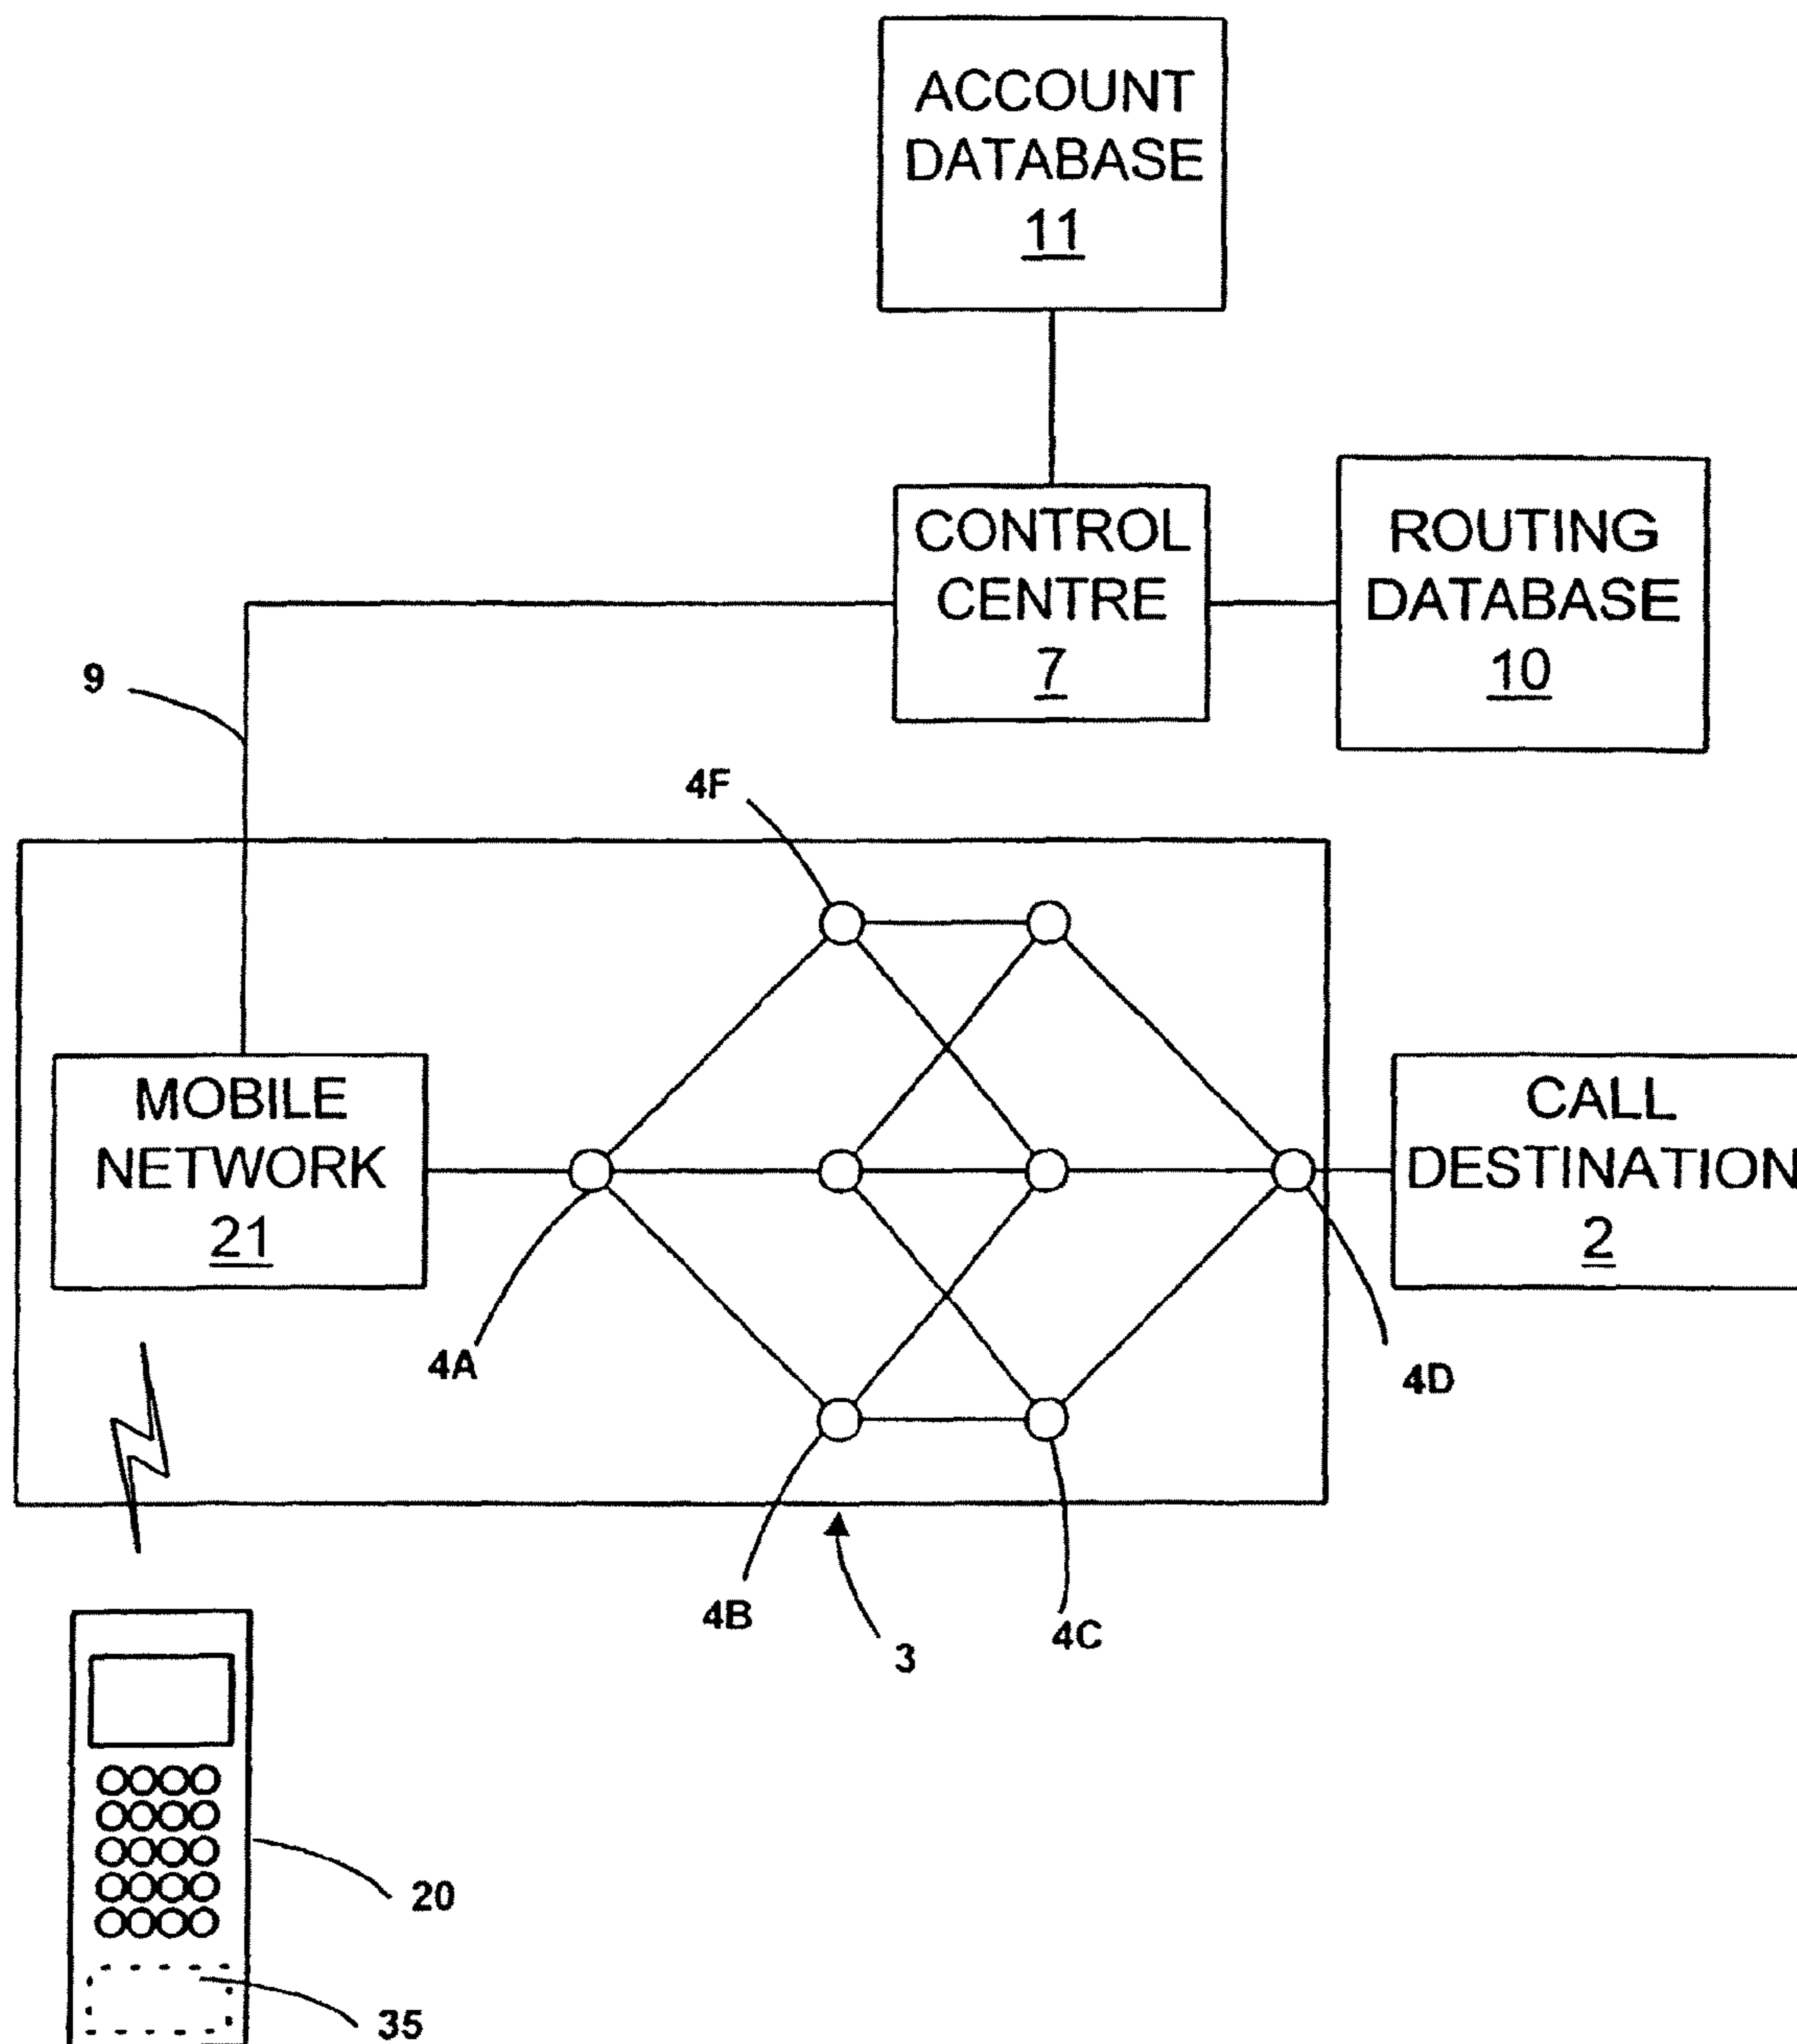 ACCOUNT
DATABASE
11
CONTROL
CENTRE
7
ROUTING
DATABASE
10
9
4F
MOBILE
NETWORK
21
CALL
DESTINATION
2
4A
4D
4B
3
4C
20
35